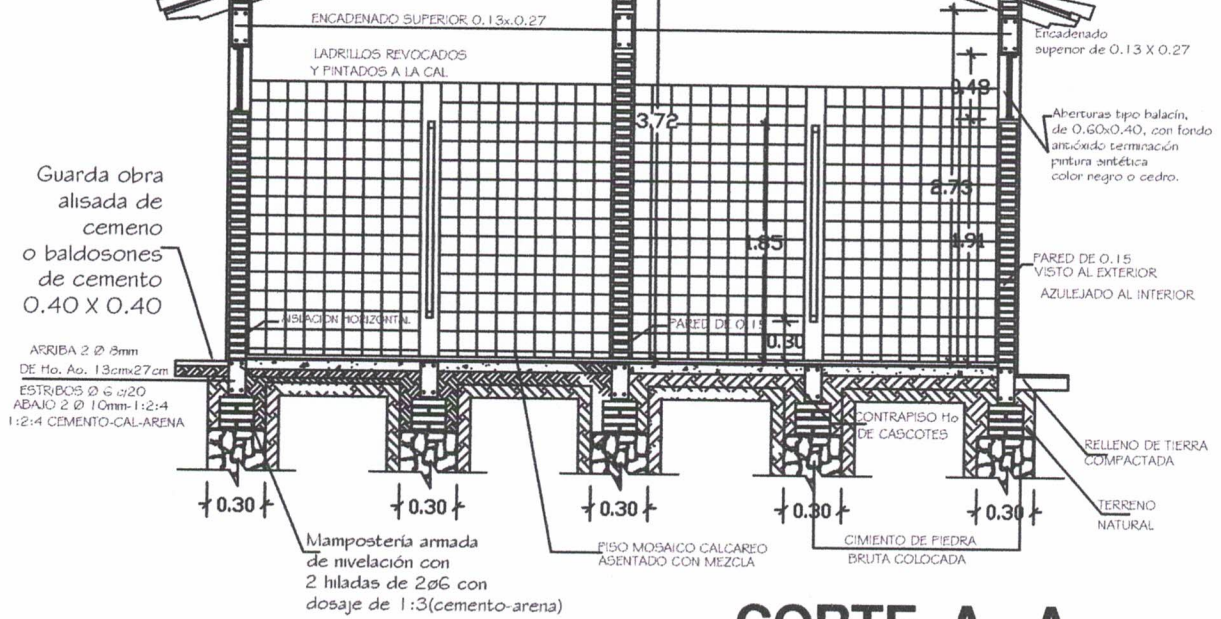 ENCADENADO SUPERIOR 0.13x.0.27
LADRILLOS REVOCADOS
Y PINTADOS A LA CAL
Encadenado
superior de 0.13 X 0.27
0.48
3.72
Aberturas tipo balacín,
de 0.60x0.40, con fondo
antióxido terminación
pintura sintética
color negro o cedro.
Guarda obra
alisada de
cemeno
o baldosones
de cemento
0.40 X 0.40
2.73
1.85
1.91
PARED DE 0.15
VISTO AL EXTERIOR
AZULEJADO AL INTERIOR
AISLACION HORIZONTAL
PARED DE 0.15
0.30
ARRIBA 2 Ø 8mm
DE Ho. Ao. 13cmx27cm
ESTRIBOS Ø 6 c/20
ABAJO 2 Ø 10mm-1:2:4
1:2:4 CEMENTO-CAL-ARENA
CONTRAPISO Ho
DE CASCOTES
RELLENO DE TIERRA
COMPACTADA
0.30
0.30
0.30
0.30
0.30
TERRENO
NATURAL
Mampostería armada
de nivelación con
2 hiladas de 2ø6 con
dosaje de 1:3(cemento-arena)
PISO MOSAICO CALCAREO
ASENTADO CON MEZCLA
CIMIENTO DE PIEDRA
BRUTA COLOCADA
CORTE A-A